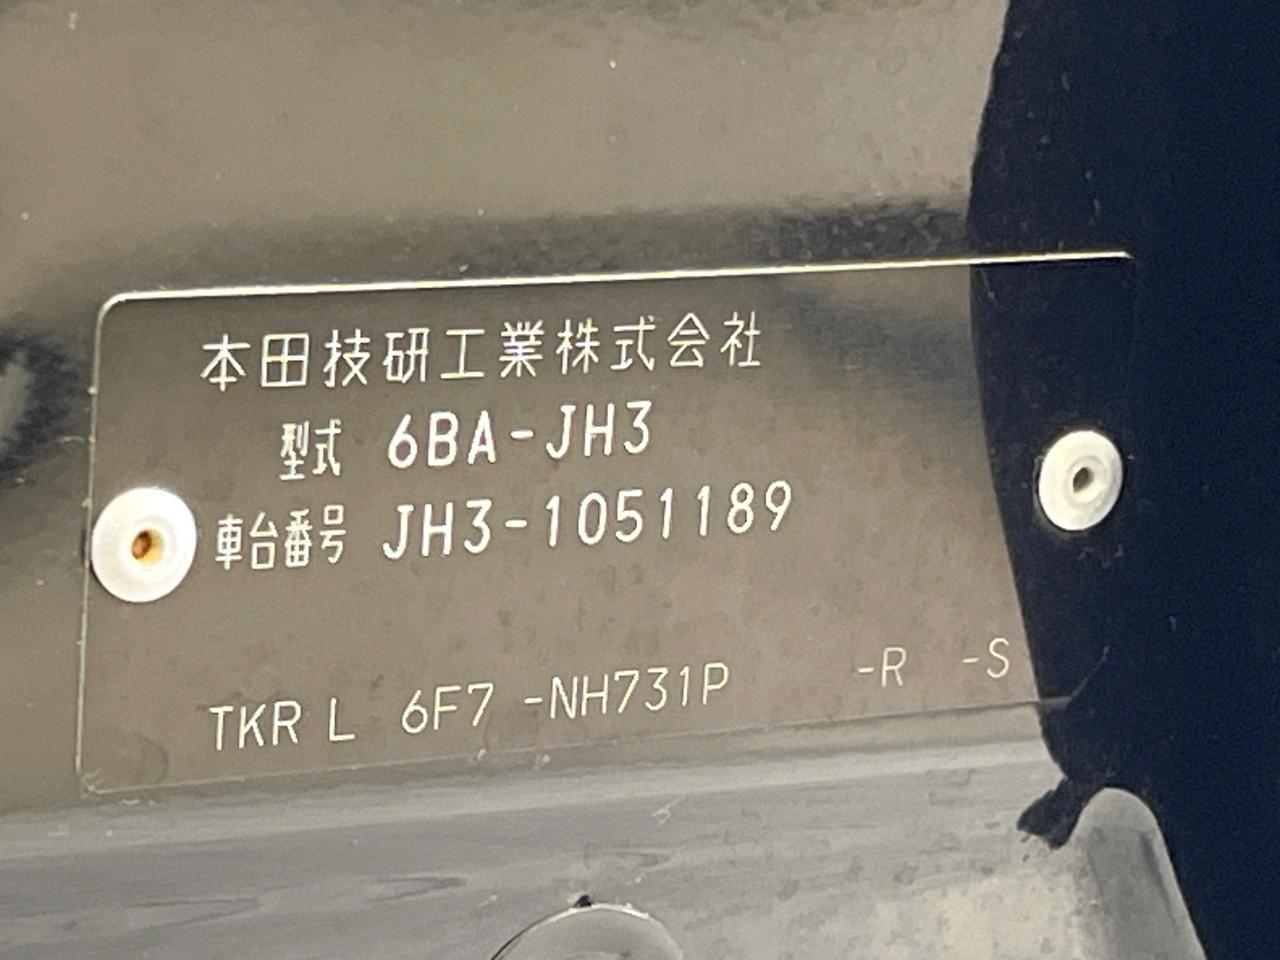 本田技研工業株式会社
型式 6BA-JH3
車台番号 JH3-1051189
TKR L 6F7 -NH731P -R -S